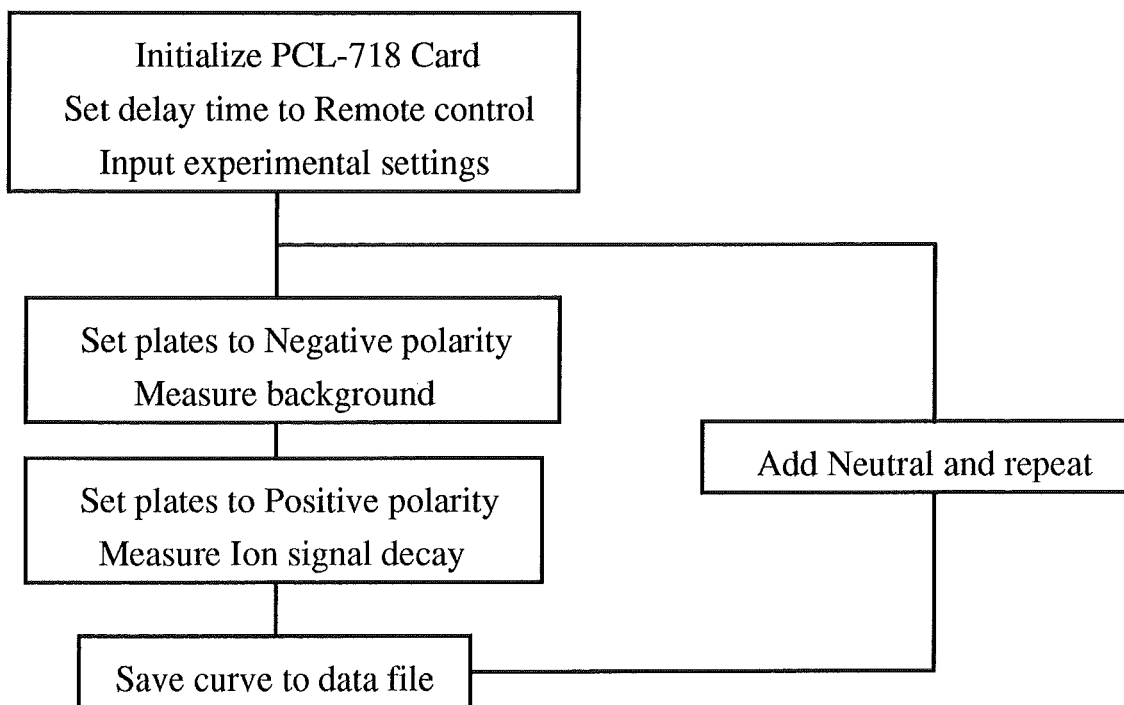 Initialize PCL-718 Card
Set delay time to Remote control
Input experimental settings
Set plates to Negative polarity
Measure background
Set plates to Positive polarity
Measure Ion signal decay
Add Neutral and repeat
Save curve to data file